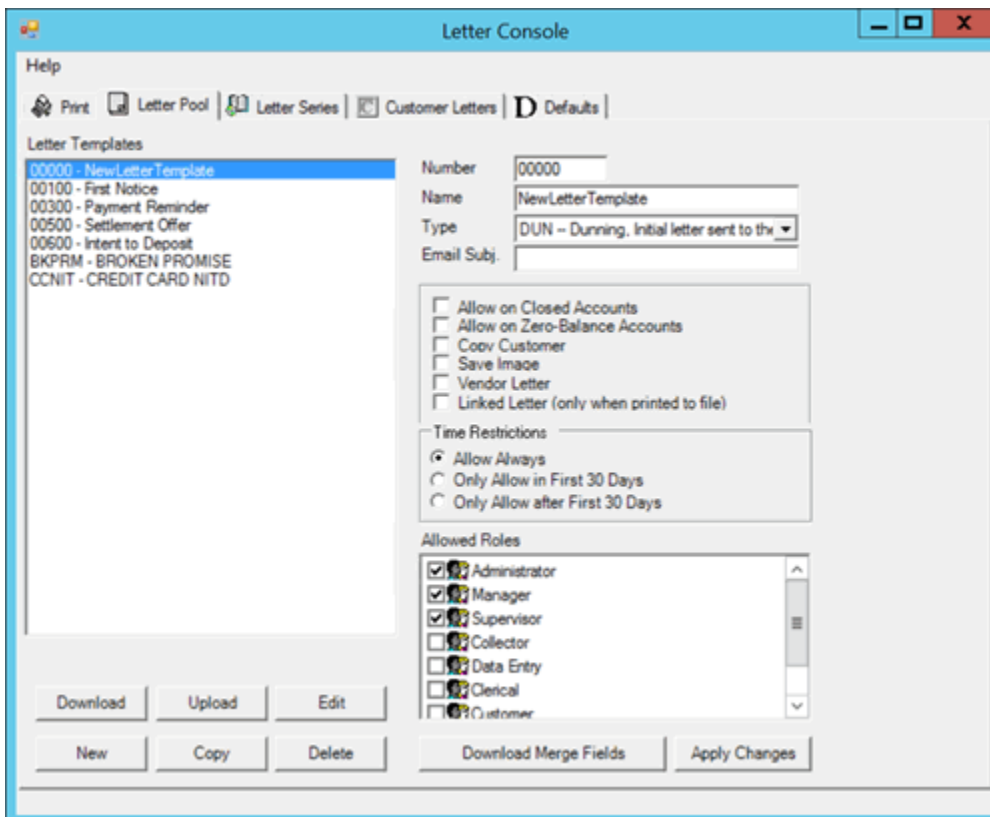 Letter Console
Help
Print Letter Pool Letter Series C Customer Letters D Defaults
Letter Templates
00000 - NewLetterTemplate
00100 - First Notice
00300 - Payment Reminder
00500 - Settlement Offer
00600 - Intent to Deposit
BKPRM - BROKEN PROMISE
CCNIT - CREDIT CARD NITD
Number 00000
Name NewLetterTemplate
Type DUN – Dunning, Initial letter sent to the
Email Subj.
Allow on Closed Accounts
Allow on Zero-Balance Accounts
Copy Customer
Save Image
Vendor Letter
Linked Letter (only when printed to file)
Time Restrictions
Allow Always
Only Allow in First 30 Days
Only Allow after First 30 Days
Allowed Roles
Administrator
Manager
Supervisor
Collector
Data Entry
Clerical
Customer
Download Upload Edit
New Copy Delete
Download Merge Fields Apply Changes